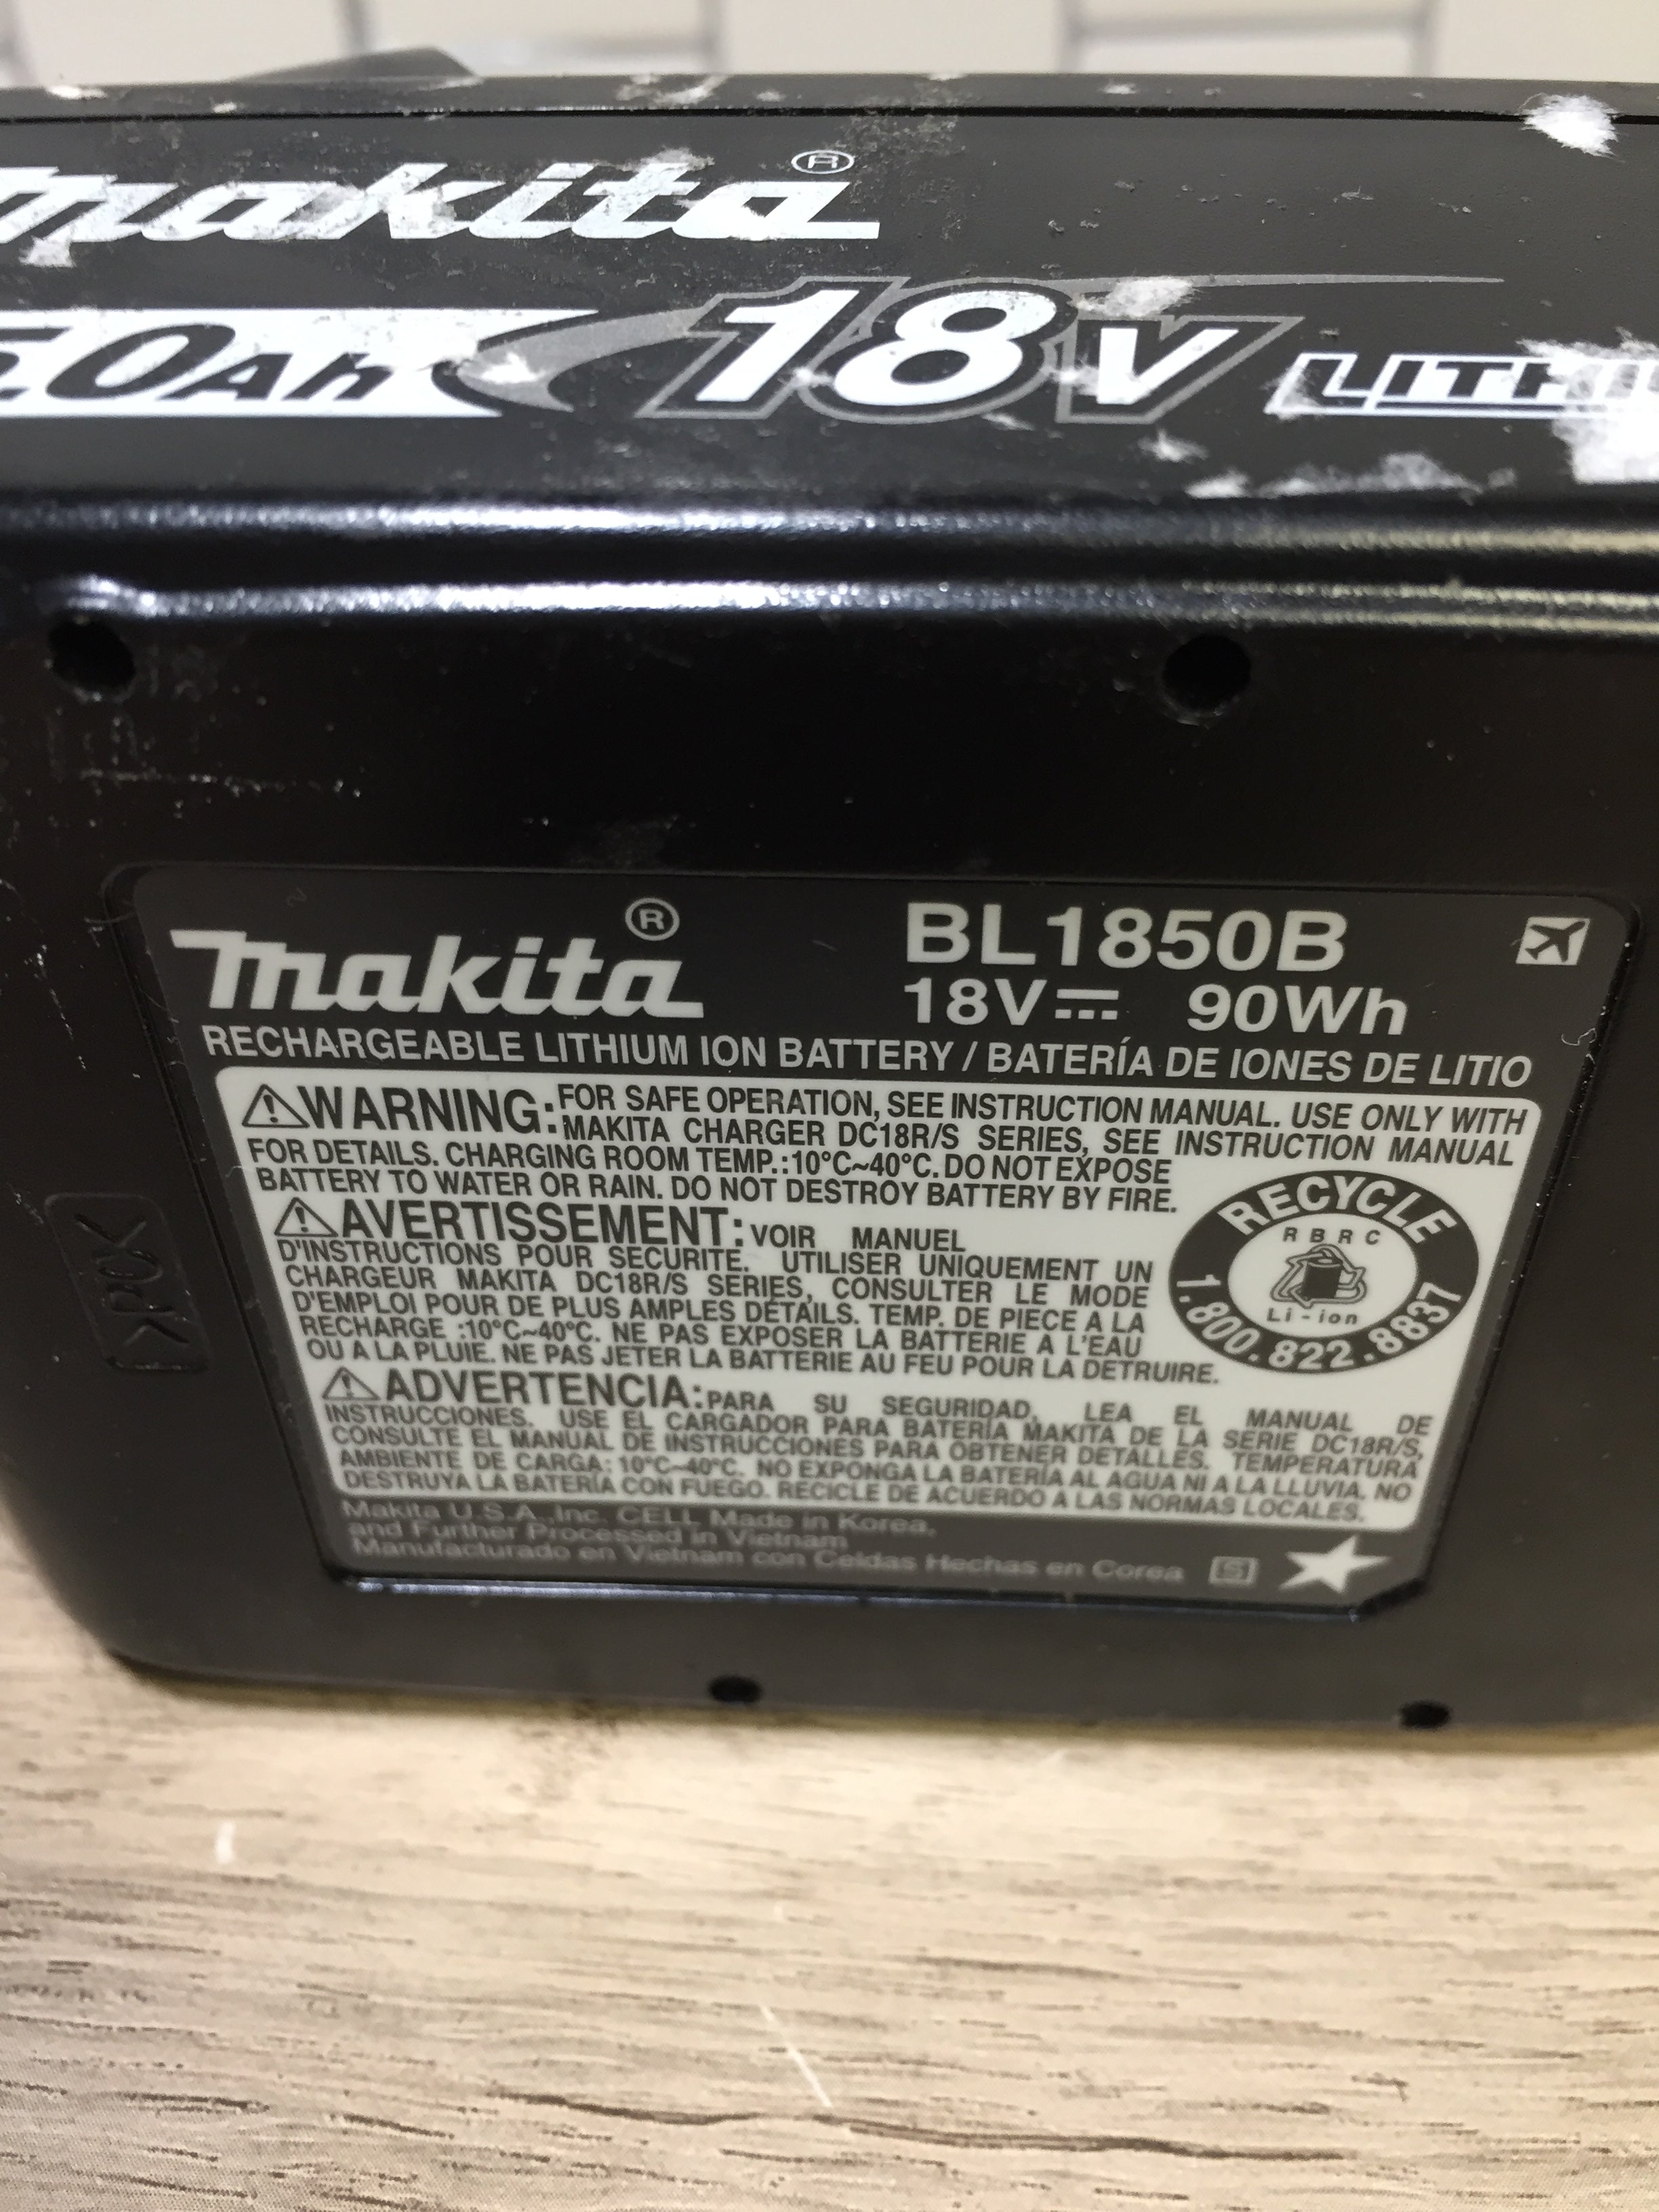 makita®
5.0Ah 18V LITHI
makita® BL1850B
18V 90Wh
RECHARGEABLE LITHIUM ION BATTERY / BATERÍA DE IONES DE LITIO
WARNING: FOR SAFE OPERATION, SEE INSTRUCTION MANUAL. USE ONLY WITH
MAKITA CHARGER DC18R/S SERIES, SEE INSTRUCTION MANUAL
FOR DETAILS. CHARGING ROOM TEMP.:10°C~40°C. DO NOT EXPOSE
BATTERY TO WATER OR RAIN. DO NOT DESTROY BATTERY BY FIRE.
AVERTISSEMENT: VOIR MANUEL
D'INSTRUCTIONS POUR SECURITE. UTILISER UNIQUEMENT UN
CHARGEUR MAKITA DC18R/S SERIES, CONSULTER LE MODE
D'EMPLOI POUR DE PLUS AMPLES DÉTAILS. TEMP. DE PIECE A LA
RECHARGE :10°C~40°C. NE PAS EXPOSER LA BATTERIE A L'EAU
OU A LA PLUIE. NE PAS JETER LA BATTERIE AU FEU POUR LA DETRUIRE.
RECYCLE
RBRC
Li-ion
1.800.822.8837
ADVERTENCIA: PARA SU SEGURIDAD, LEA EL MANUAL DE
INSTRUCCIONES. USE EL CARGADOR PARA BATERÍA MAKITA DE LA SERIE DC18R/S,
CONSULTE EL MANUAL DE INSTRUCCIONES PARA OBTENER DETALLES. TEMPERATURA
AMBIENTE DE CARGA: 10°C~40°C. NO EXPONGA LA BATERÍA AL AGUA NI A LA LLUVIA. NO
DESTRUYA LA BATERÍA CON FUEGO. RECICLE DE ACUERDO A LAS NORMAS LOCALES.
Makita U.S.A.,Inc. CELL Made in Korea,
and Further Processed in Vietnam
Manufacturado en Vietnam con Celdas Hechas en Corea S
>PC<